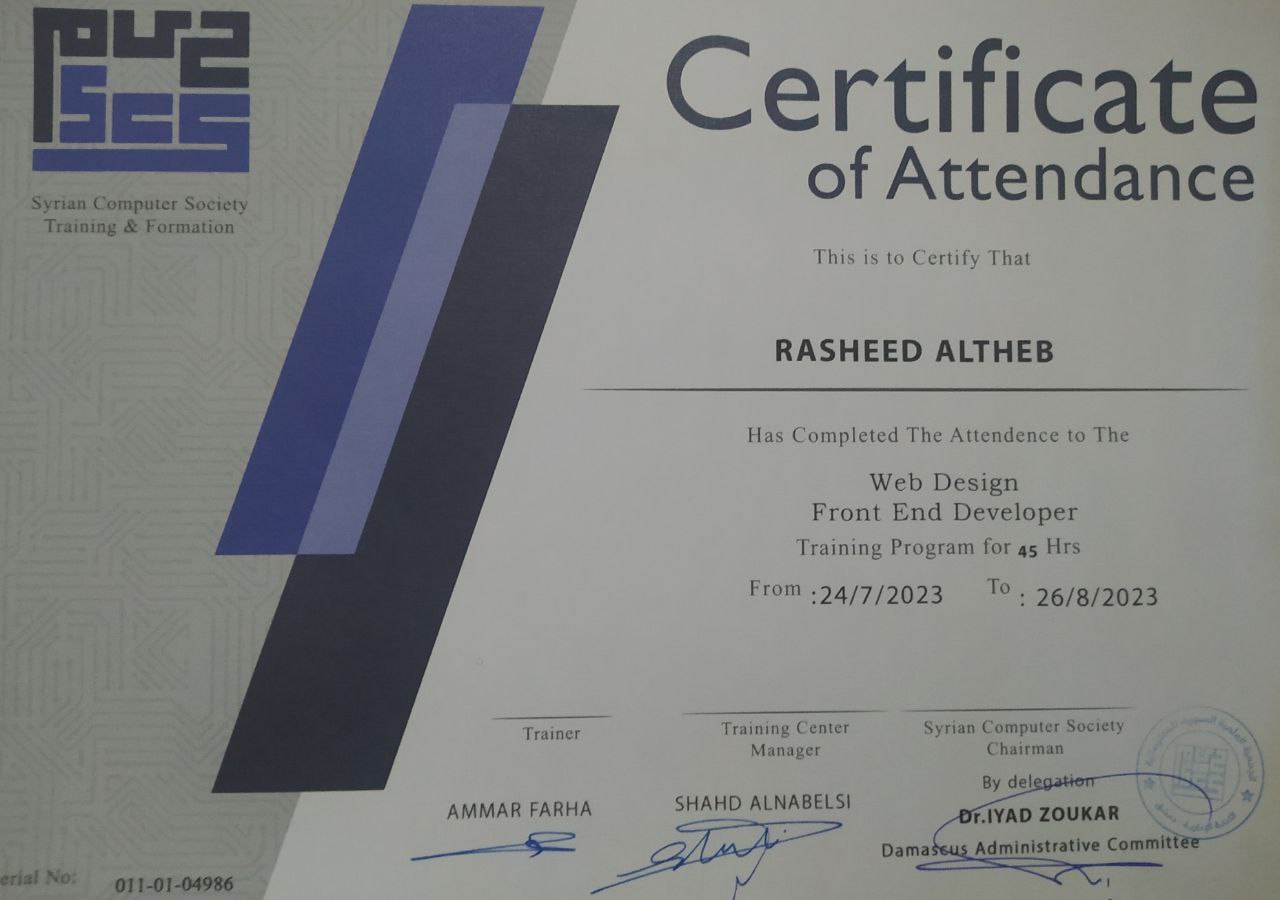 SCS
Syrian Computer Society
Training & Formation
Certificate
of Attendance
This is to Certify That
RASHEED ALTHEB
Has Completed The Attendence to The
Web Design
Front End Developer
Training Program for 45 Hrs
From :24/7/2023 To : 26/8/2023
Trainer
AMMAR FARHA
Training Center
Manager
SHAHD ALNABELSI
Syrian Computer Society
Chairman
By delegation
Dr.IYAD ZOUKAR
Damascus Administrative Committee
erial No: 011-01-04986